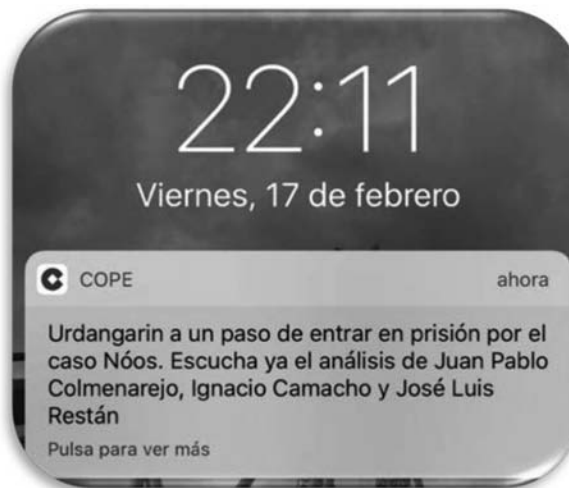 22:11
Viernes, 17 de febrero
COPE ahora
Urdangarin a un paso de entrar en prisión por el
caso Nóos. Escucha ya el análisis de Juan Pablo
Colmenarejo, Ignacio Camacho y José Luis
Restán
Pulsa para ver más